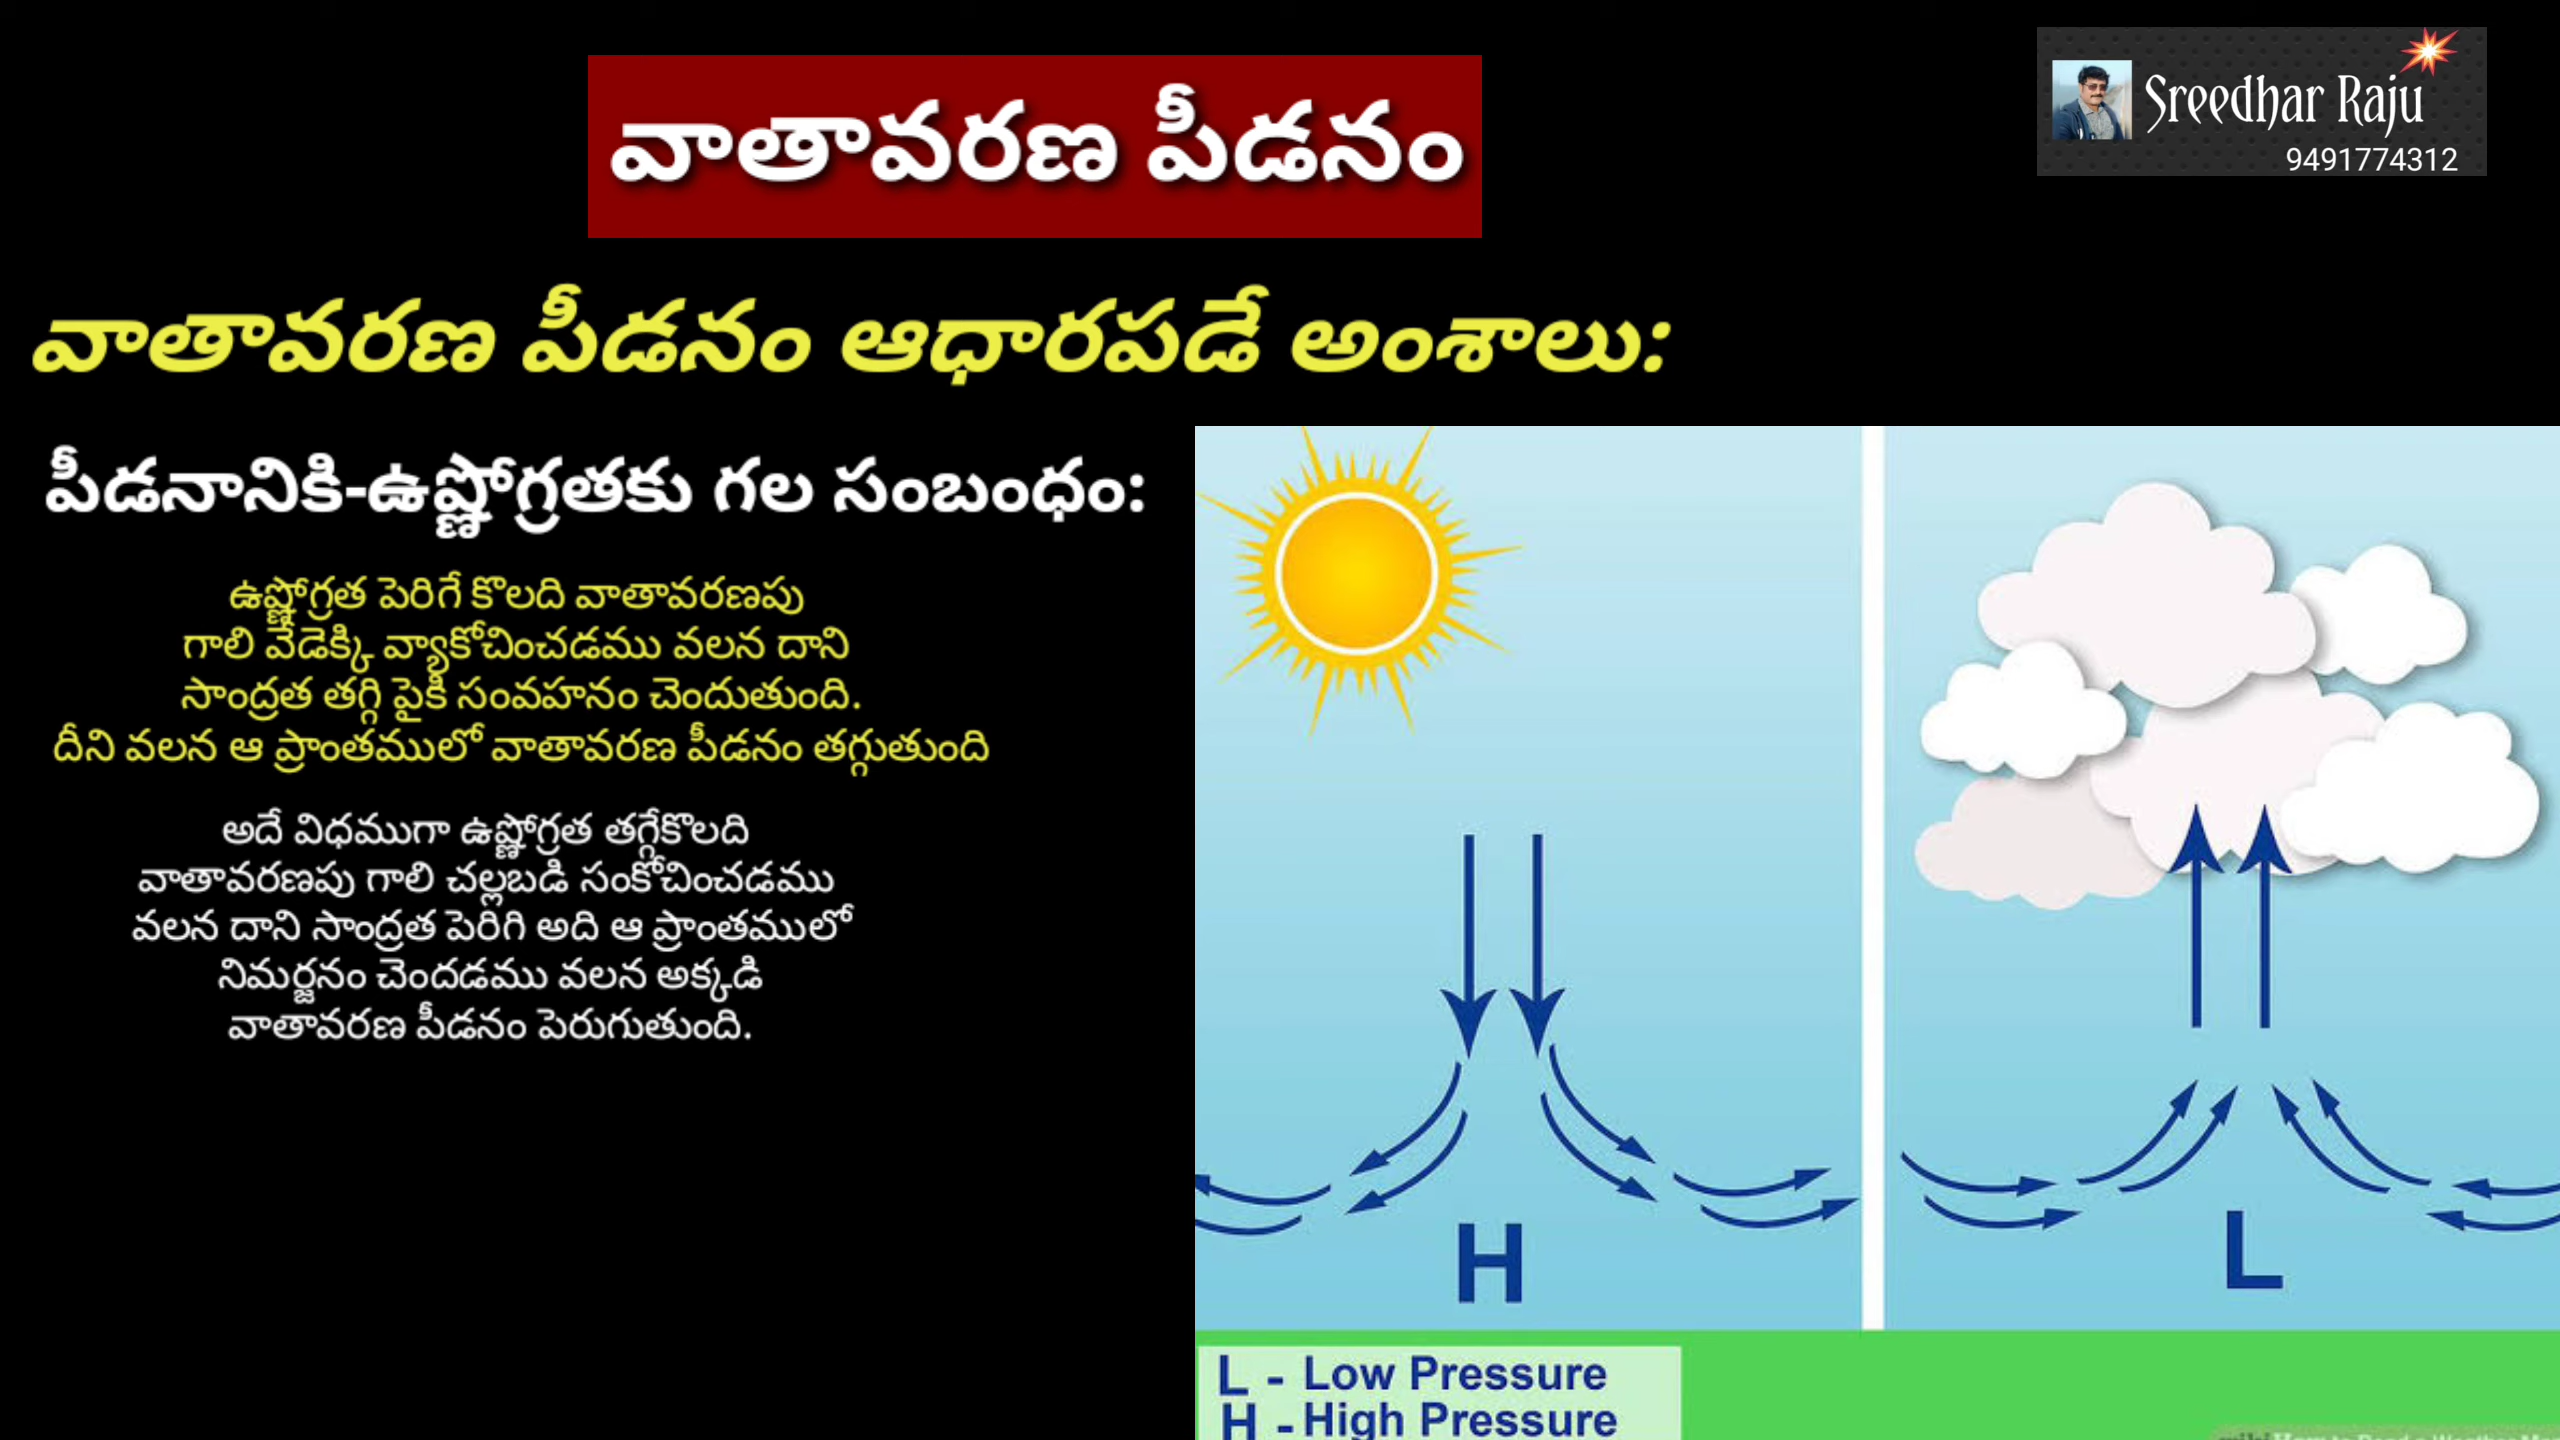 వాతావరణ పీడనం
Sreedhar Raju
9491774312
వాతావరణ పీడనం ఆధారపడే అంశాలు:
పీడనానికి-ఉష్ణోగ్రతకు గల సంబంధం:
ఉష్ణోగ్రత పెరిగే కొలది వాతావరణపు
గాలి వేడెక్కి వ్యాకోచించడము వలన దాని
సాంద్రత తగ్గి పైకి సంవహనం చెందుతుంది.
దీని వలన ఆ ప్రాంతములో వాతావరణ పీడనం తగ్గుతుంది
అదే విధముగా ఉష్ణోగ్రత తగ్గేకొలది
వాతావరణపు గాలి చల్లబడి సంకోచించడము
వలన దాని సాంద్రత పెరిగి అది ఆ ప్రాంతములో
నిమర్జనం చెందడము వలన అక్కడి
వాతావరణ పీడనం పెరుగుతుంది.
H
L
L - Low Pressure
H - High Pressure